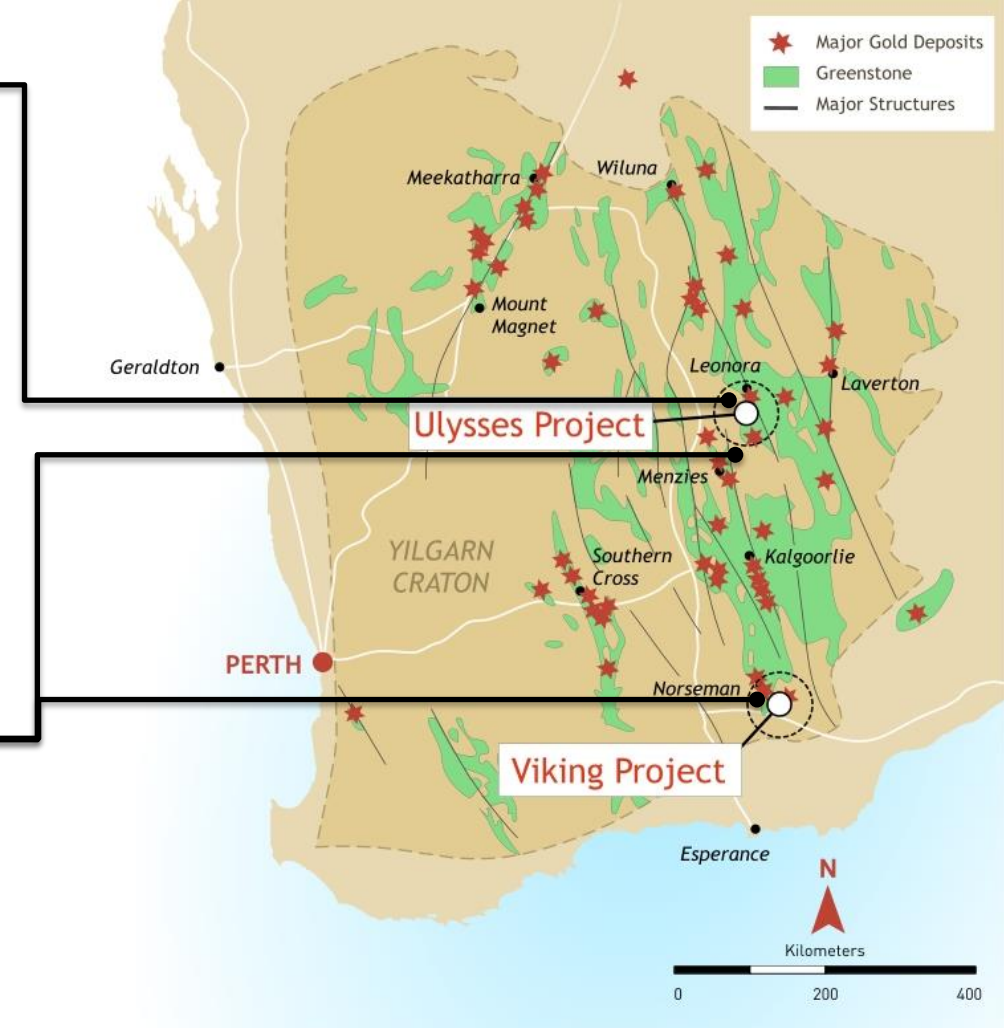 Major Gold Deposits
Greenstone
Major Structures
Meekatharra
Wiluna
Mount
Magnet
Geraldton
Leonora
Laverton
Ulysses Project
Menzies
YILGARN
CRATON
Southern
Cross
Kalgoorlie
PERTH
Norseman
Viking Project
Esperance
N
Kilometers
0 200 400